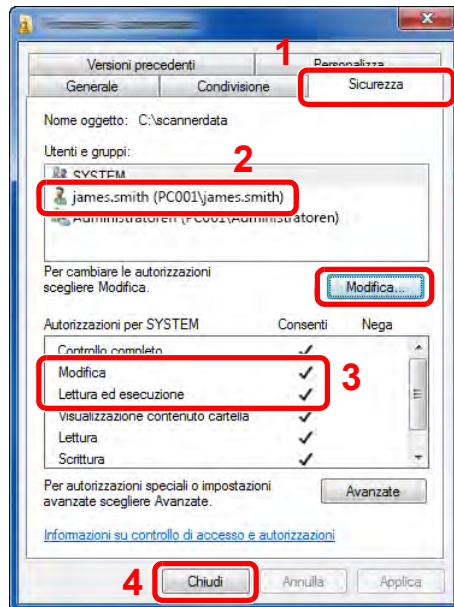 1
Versioni precedenti Personalizza
Generale Condivisione Sicurezza
Nome oggetto: C:\scannerdata
Utenti e gruppi:
2
SYSTEM
james.smith (PC001\james.smith)
Administratoren (PC001\Administratoren)
Per cambiare le autorizzazioni
scegliere Modifica.
Modifica...
Autorizzazioni per SYSTEM Consenti Nega
Controllo completo
Modifica
3
Lettura ed esecuzione
Visualizzazione contenuto cartella
Lettura
Scrittura
Per autorizzazioni speciali o impostazioni
avanzate scegliere Avanzate.
Avanzate
Informazioni su controllo di accesso e autorizzazioni
4
Chiudi Annulla Applica